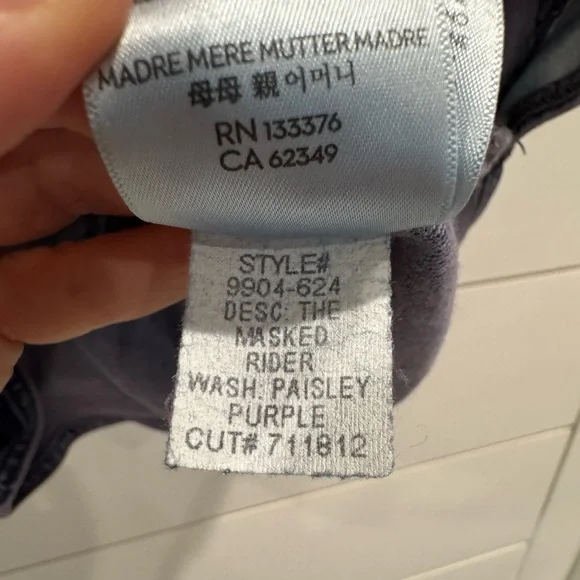 MADRE MERE MUTTER MADRE
母母 親 어머니
RN 133376
CA 62349
STYLE#
9904-624
DESC: THE
MASKED
RIDER
WASH: PAISLEY
PURPLE
CUT# 711812